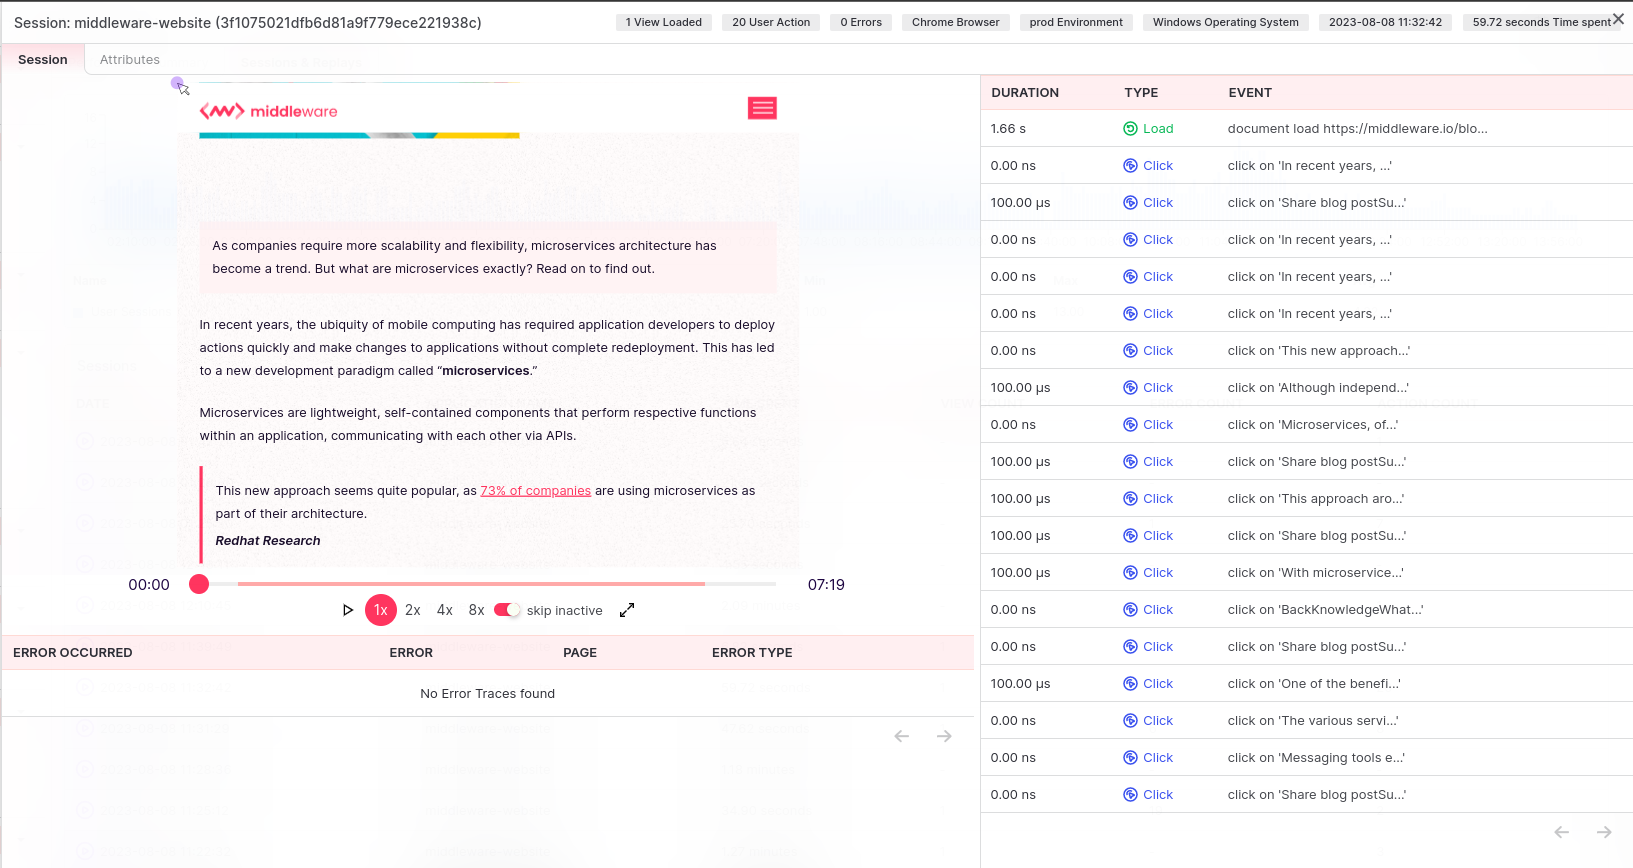 Session: middleware-website (3f1075021dfb6d81a9f779ece221938c)
1 View Loaded
20 User Action
0 Errors
Chrome Browser
prod Environment
Windows Operating System
2023-08-08 11:32:42
59.72 seconds Time spent
Session
Attributes
middleware
As companies require more scalability and flexibility, microservices architecture has
become a trend. But what are microservices exactly? Read on to find out.
In recent years, the ubiquity of mobile computing has required application developers to deploy
actions quickly and make changes to applications without complete redeployment. This has led
to a new development paradigm called “microservices.”
Microservices are lightweight, self-contained components that perform respective functions
within an application, communicating with each other via APIs.
This new approach seems quite popular, as 73% of companies are using microservices as
part of their architecture.
Redhat Research
00:00
07:19
1x 2x 4x 8x skip inactive
ERROR OCCURRED ERROR PAGE ERROR TYPE
No Error Traces found
DURATION TYPE EVENT
1.66 s Load document load https://middleware.io/blo...
0.00 ns Click click on 'In recent years, ...'
100.00 µs Click click on 'Share blog postSu...'
0.00 ns Click click on 'In recent years, ...'
0.00 ns Click click on 'In recent years, ...'
0.00 ns Click click on 'In recent years, ...'
0.00 ns Click click on 'This new approach...'
100.00 µs Click click on 'Although independ...'
0.00 ns Click click on 'Microservices, of...'
100.00 µs Click click on 'Share blog postSu...'
100.00 µs Click click on 'This approach aro...'
100.00 µs Click click on 'Share blog postSu...'
100.00 µs Click click on 'With microservice...'
0.00 ns Click click on 'BackKnowledgeWhat...'
0.00 ns Click click on 'Share blog postSu...'
100.00 µs Click click on 'One of the benefi...'
0.00 ns Click click on 'The various servi...'
0.00 ns Click click on 'Messaging tools e...'
0.00 ns Click click on 'Share blog postSu...'